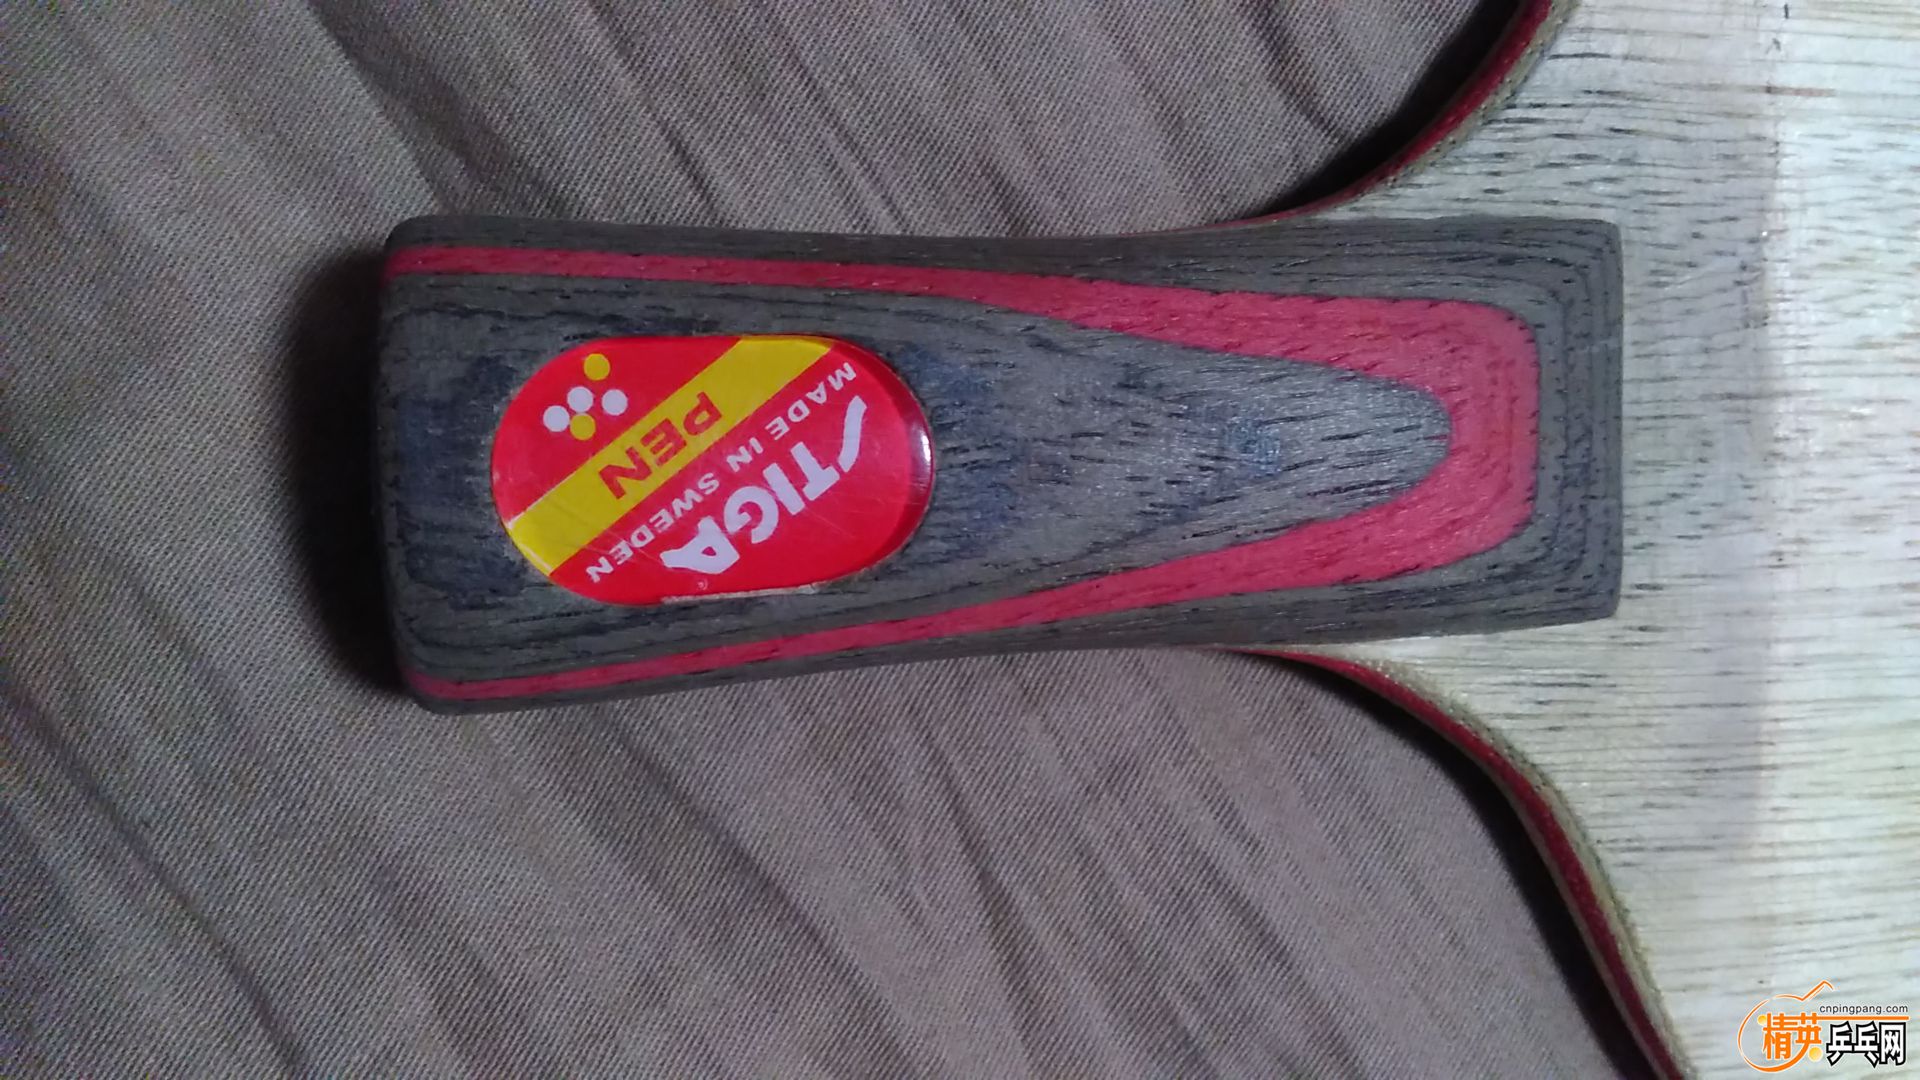 STIGA
MADE IN SWEDEN
PEN
cnpingpang.com
精英乒乓网